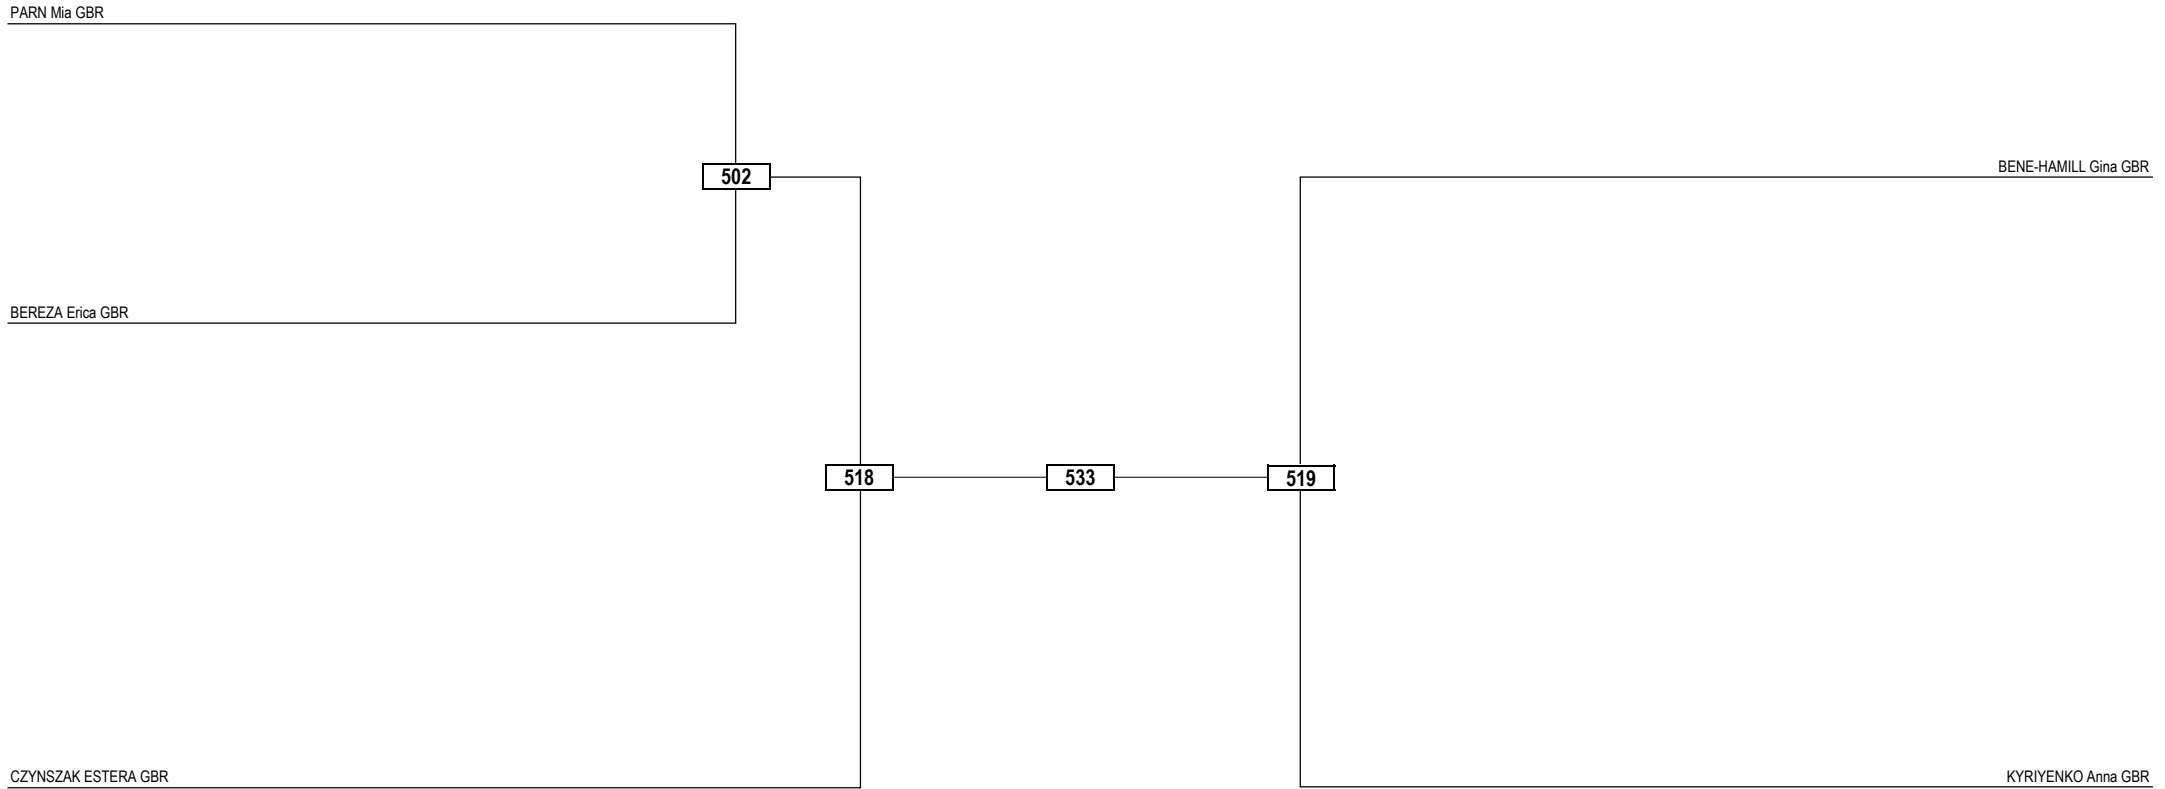 PARN Mia GBR
BENE-HAMILL Gina GBR
502
BEREZA Erica GBR
518
533
519
CZYNSZAK ESTERA GBR
KYRIYENKO Anna GBR